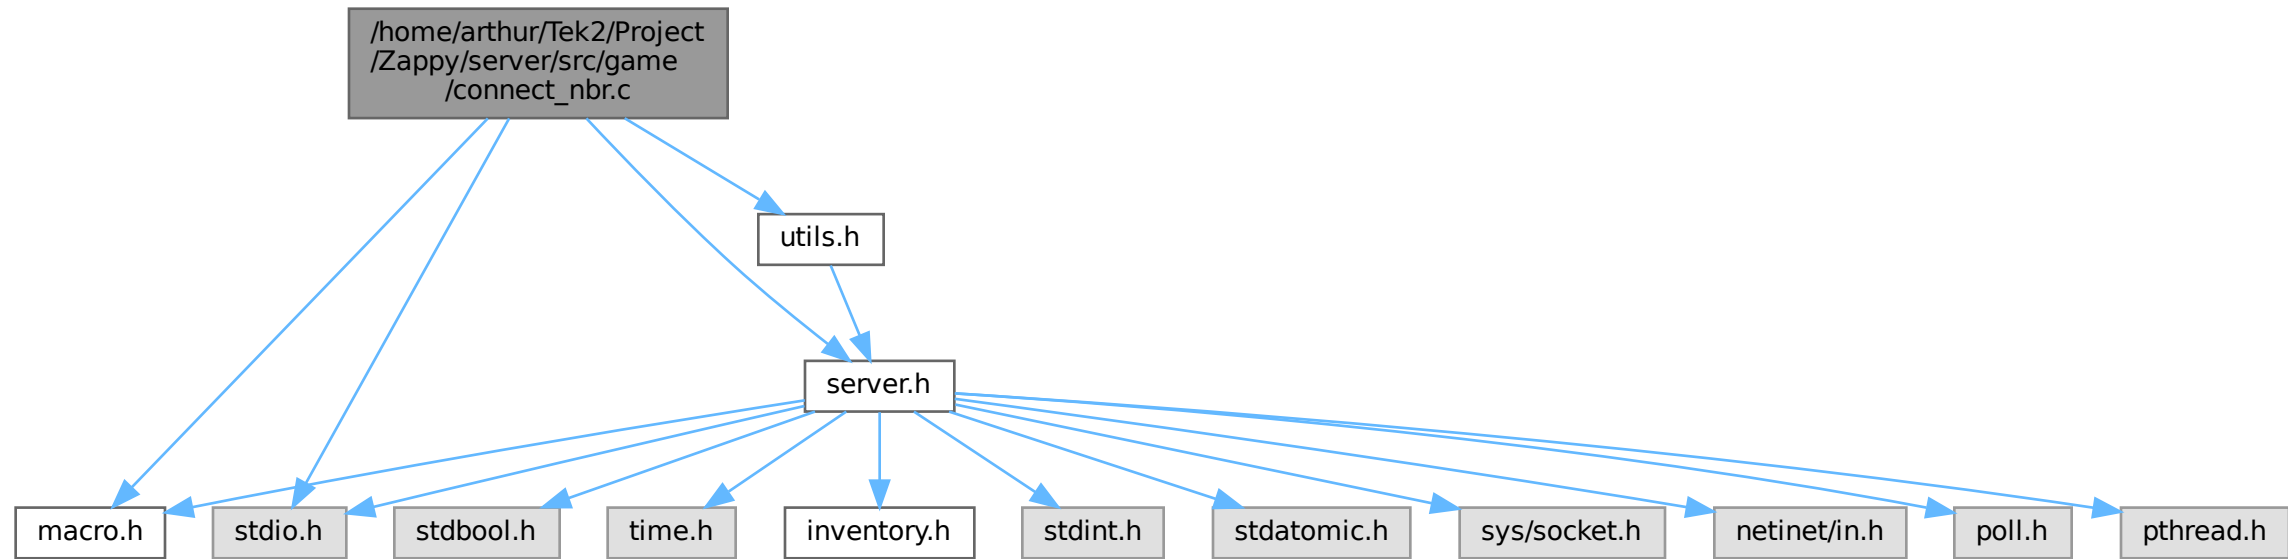 /home/arthur/Tek2/Project
/Zappy/server/src/game
/connect_nbr.c
utils.h
server.h
macro.h
stdio.h
stdbool.h
time.h
inventory.h
stdint.h
stdatomic.h
sys/socket.h
netinet/in.h
poll.h
pthread.h